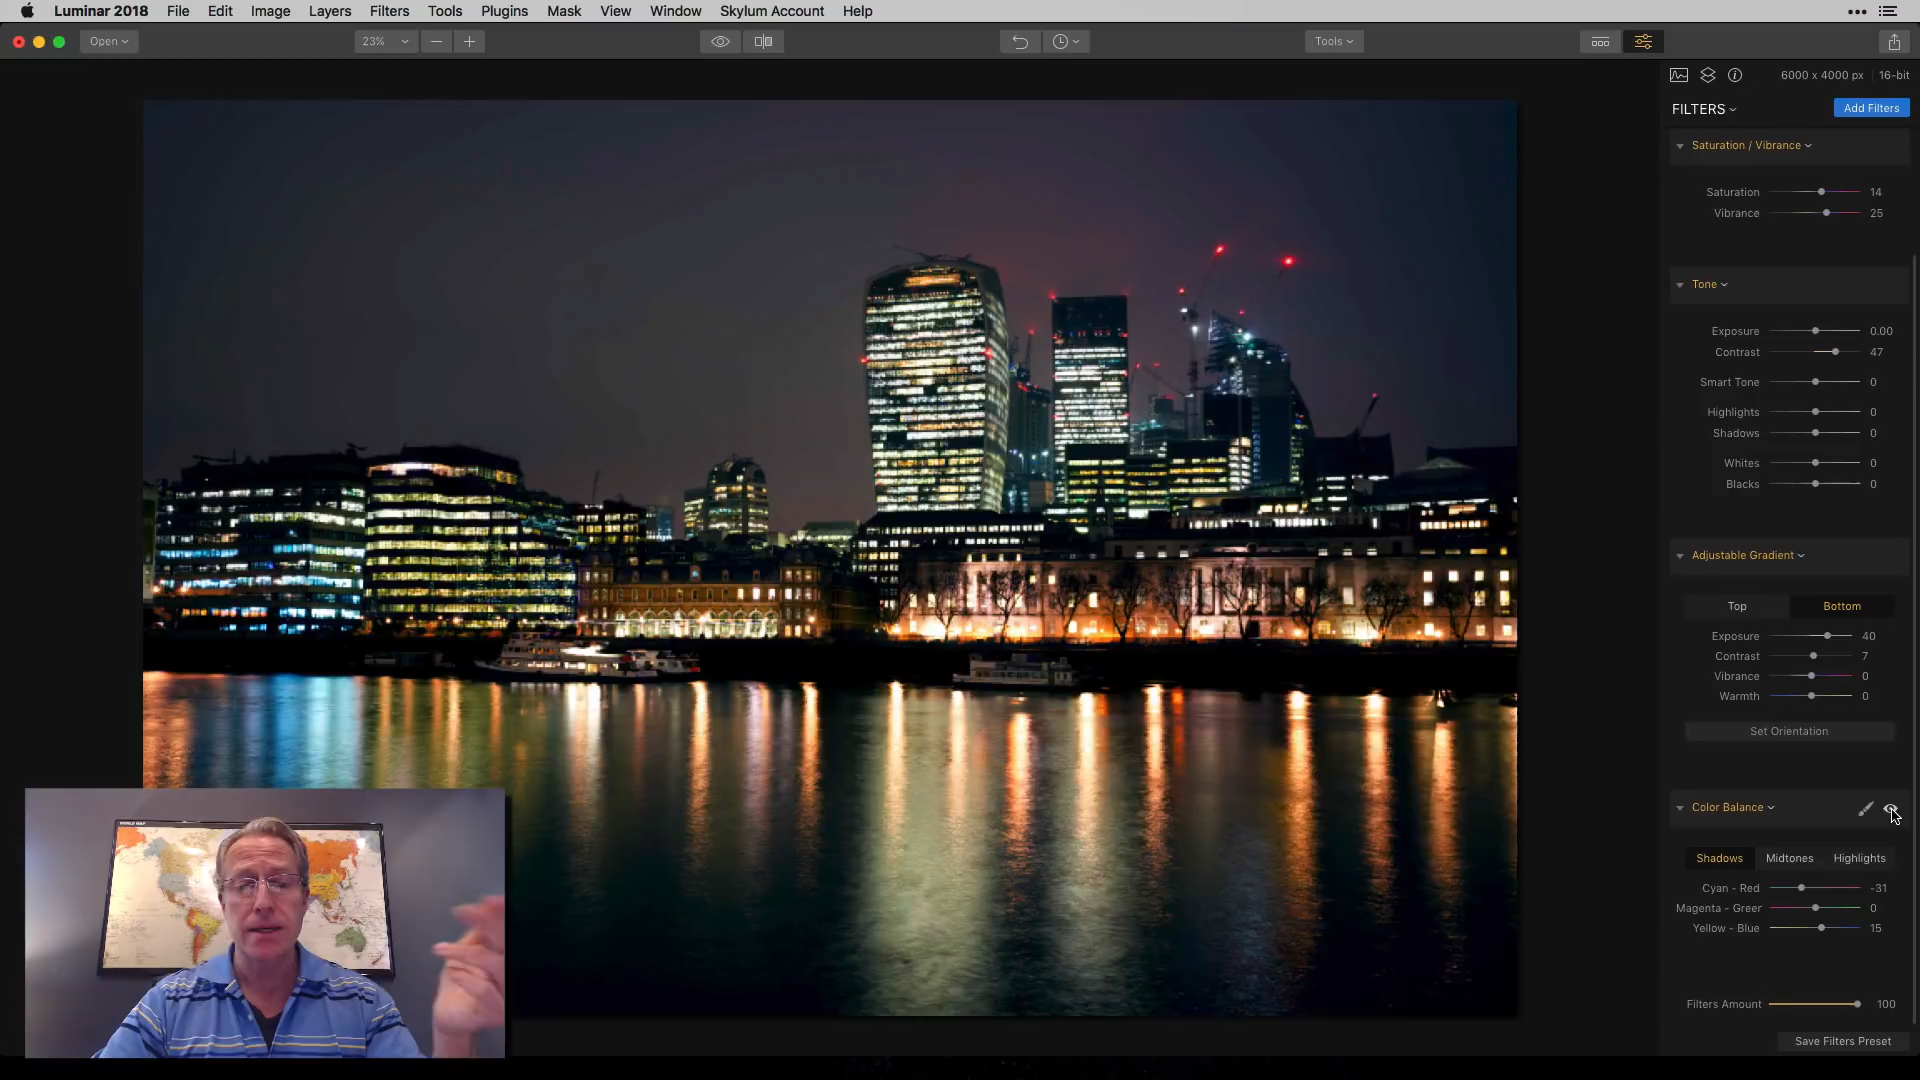 Luminar 2018 File Edit Image Layers Filters Tools Plugins Mask View Window Skylum Account Help
Open 23% Tools
6000 x 4000 px 16-bit
FILTERS Add Filters
Saturation / Vibrance
Saturation 14
Vibrance 25
Tone
Exposure 0.00
Contrast 47
Smart Tone 0
Highlights 0
Shadows 0
Whites 0
Blacks 0
Adjustable Gradient
Top Bottom
Exposure 40
Contrast 7
Vibrance 0
Warmth 0
Set Orientation
Color Balance
Shadows Midtones Highlights
Cyan - Red -31
Magenta - Greer 0
Yellow - Blue 15
Filters Amount 100
Save Filters Preset
WORLD MAP